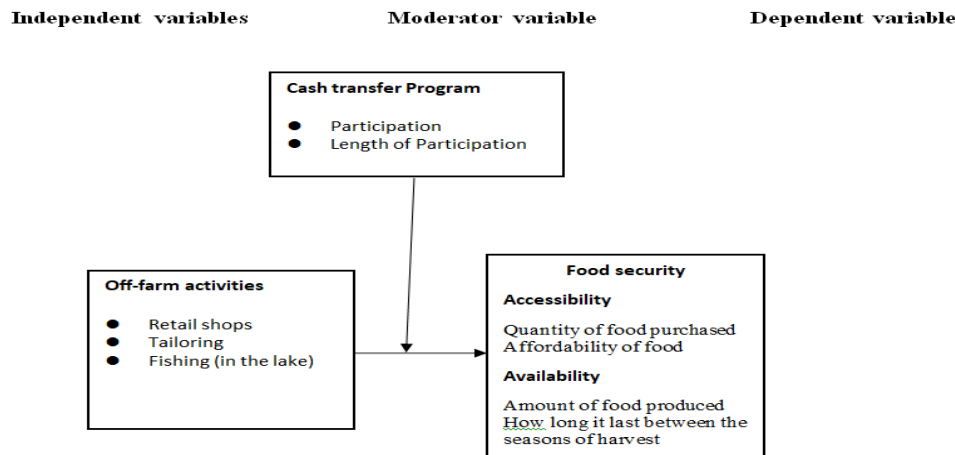 Independent variables Moderator variable Dependent variable
Cash transfer Program
● Participation
● Length of Participation
Off-farm activities
● Retail shops
● Tailoring
● Fishing (in the lake)
Food security
Accessibility
Quantity of food purchased
Affordability of food
Availability
Amount of food produced
How long it last between the
seasons of harvest